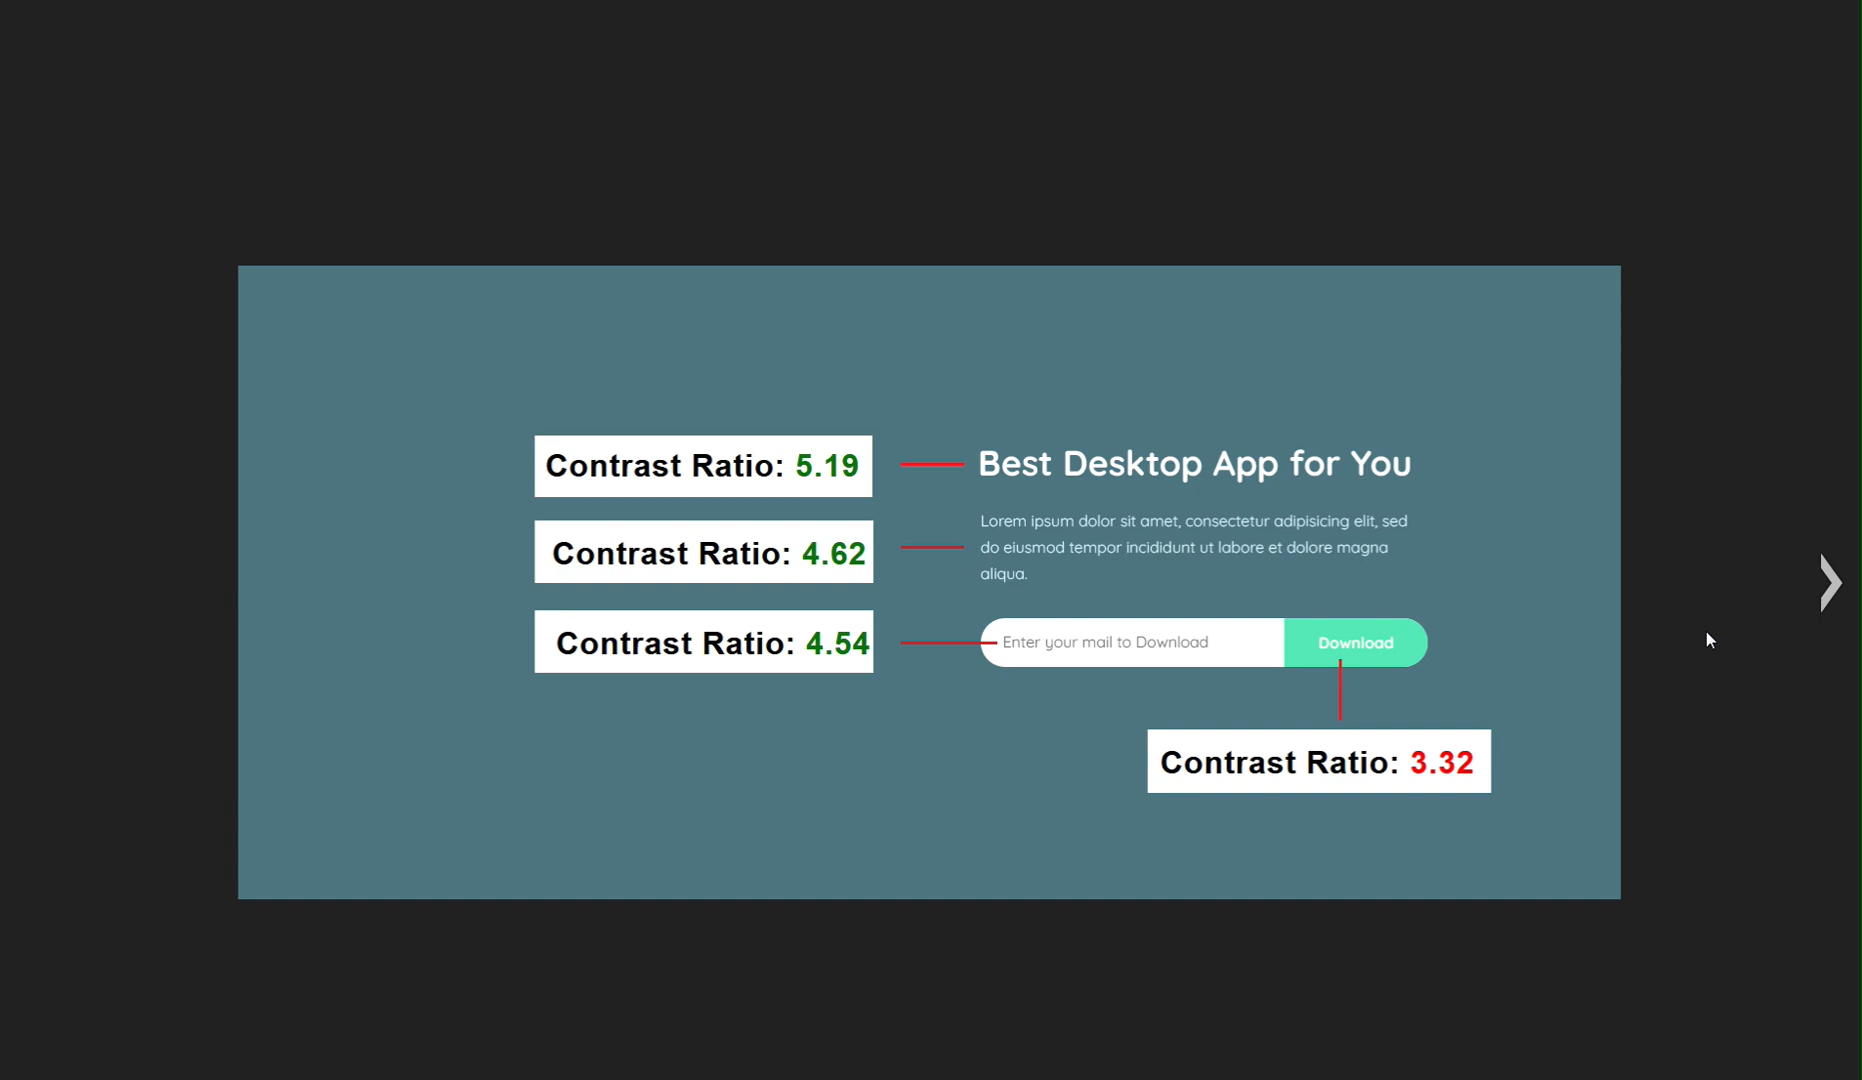 Contrast Ratio: 5.19
Best Desktop App for You
Contrast Ratio: 4.62
Lorem ipsum dolor sit amet, consectetur adipisicing elit, sed
do eiusmod tempor incididunt ut labore et dolore magna
aliqua.
Contrast Ratio: 4.54
Enter your mail to Download
Download
Contrast Ratio: 3.32